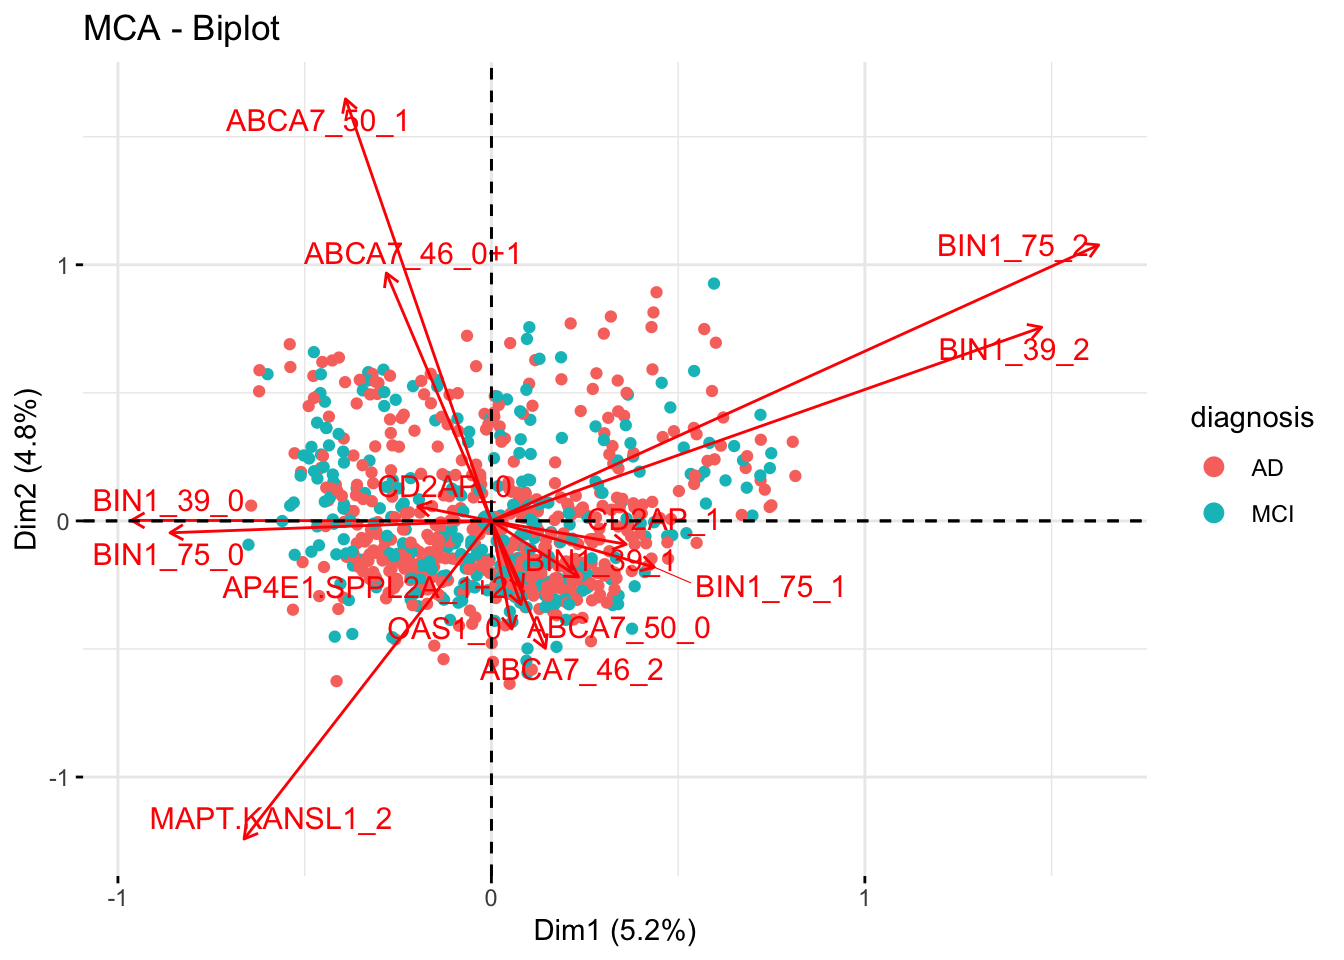 MCA - Biplot
ABCA7_50_1
ABCA7_46_0+1
BIN1_75_2
BIN1_39_2
CD2AP_0
BIN1_39_0
CD2AP_1
BIN1_75_0
BIN1_39_1
AP4E1.SPPL2A_1+2
BIN1_75_1
OAS1_0
ABCA7_50_0
ABCA7_46_2
MAPT.KANSL1_2
1
0
-1
Dim2 (4.8%)
-1
0
1
Dim1 (5.2%)
diagnosis
AD
MCI